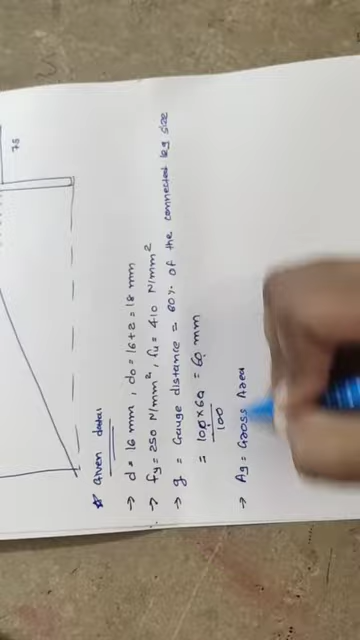 75
* Given data
→ d = 16 mm, do = 16+2 = 18 mm
→ fy = 250 N/mm², fu = 410 N/mm²
→ g = Gauge distance = 60% of the connected leg size
= 100×60/100 = 60 mm
→ Ag = Gross Area